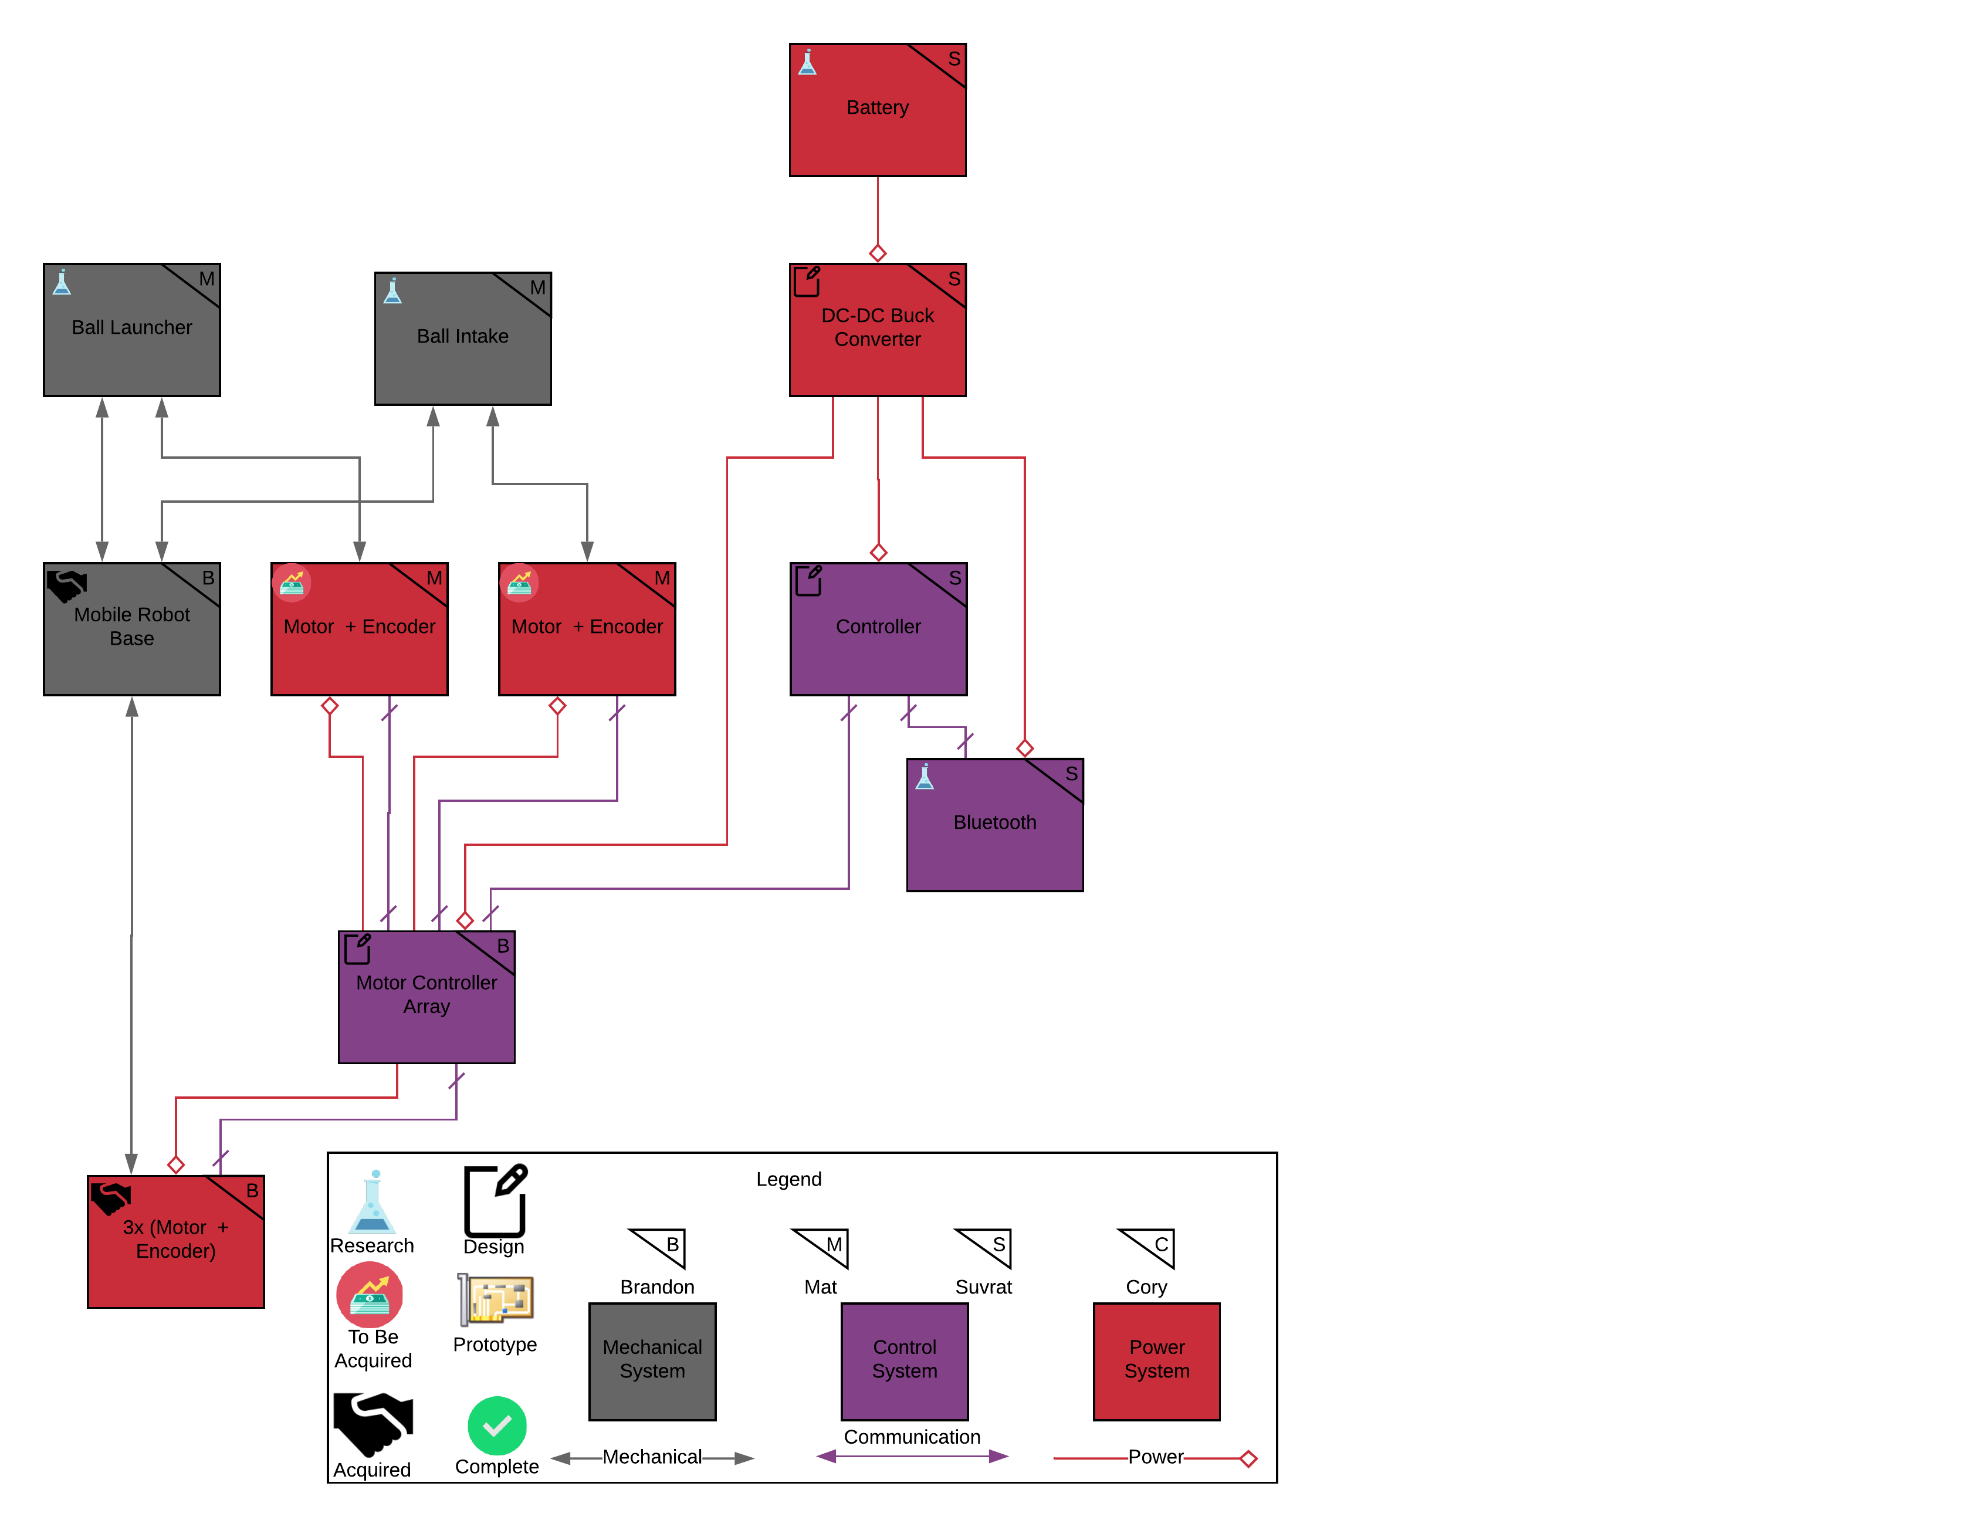 S
Battery
M
Ball Launcher
M
Ball Intake
S
DC-DC Buck
Converter
B
Mobile Robot
Base
M
Motor + Encoder
M
Motor + Encoder
S
Controller
S
Bluetooth
B
Motor Controller
Array
B
3x (Motor +
Encoder)
Legend
Research
Design
To Be
Acquired
Prototype
Acquired
Complete
B
Brandon
M
Mat
S
Suvrat
C
Cory
Mechanical
System
Control
System
Power
System
Mechanical
Communication
Power